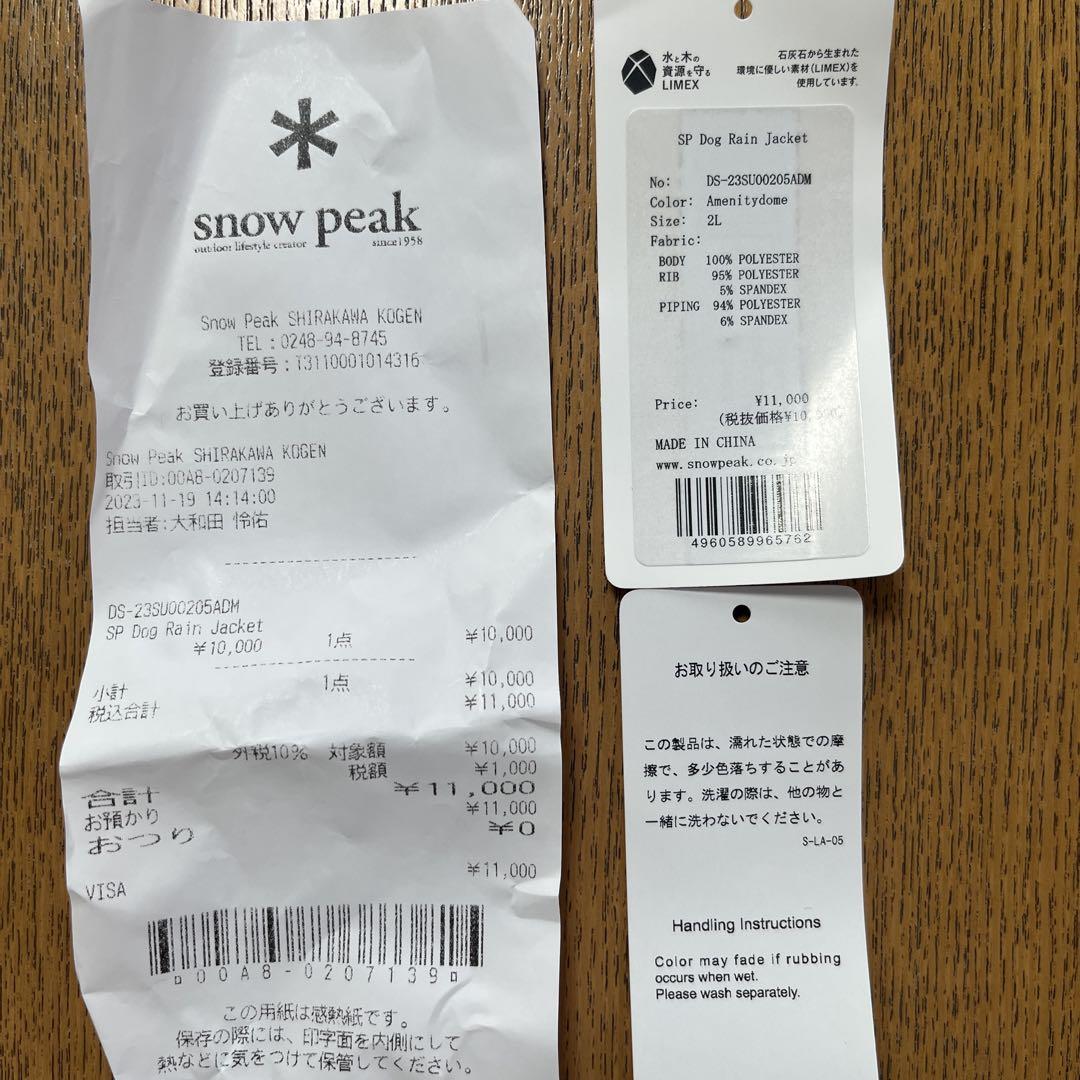 snow peak
outdoor lifestyle creator since1958
Snow Peak SHIRAKAWA KOGEN
TEL:0248-94-8745
登録番号:T3110001014316
お買い上げありがとうございます。
Snow Peak SHIRAKAWA KOGEN
取引ID:00A8-0207139
2023-11-19 14:14:00
担当者:大和田 怜佑
DS-23SU00205ADM
SP Dog Rain Jacket
¥10,000 1点 ¥10,000
小計 1点 ¥10,000
税込合計 ¥11,000
外税10% 対象額 ¥10,000
税額 ¥1,000
合計 ¥11,000
お預かり ¥11,000
おつり ¥0
VISA ¥11,000
00A8-0207139
この用紙は感熱紙です。
保存の際には、印字面を内側にして
熱などに気をつけて保管してください。
水と木の
資源を守る
LIMEX
石灰石から生まれた
環境に優しい素材(LIMEX)を
使用しています。
SP Dog Rain Jacket
No: DS-23SU00205ADM
Color: Amenitydome
Size: 2L
Fabric:
BODY 100% POLYESTER
RIB 95% POLYESTER
5% SPANDEX
PIPING 94% POLYESTER
6% SPANDEX
Price: ¥11,000
(税抜価格¥10,000)
MADE IN CHINA
www.snowpeak.co.jp
4960589965762
お取り扱いのご注意
この製品は、濡れた状態での摩
擦で、多少色落ちすることがあ
ります。洗濯の際は、他の物と
一緒に洗わないでください。
S-LA-05
Handling Instructions
Color may fade if rubbing
occurs when wet.
Please wash separately.